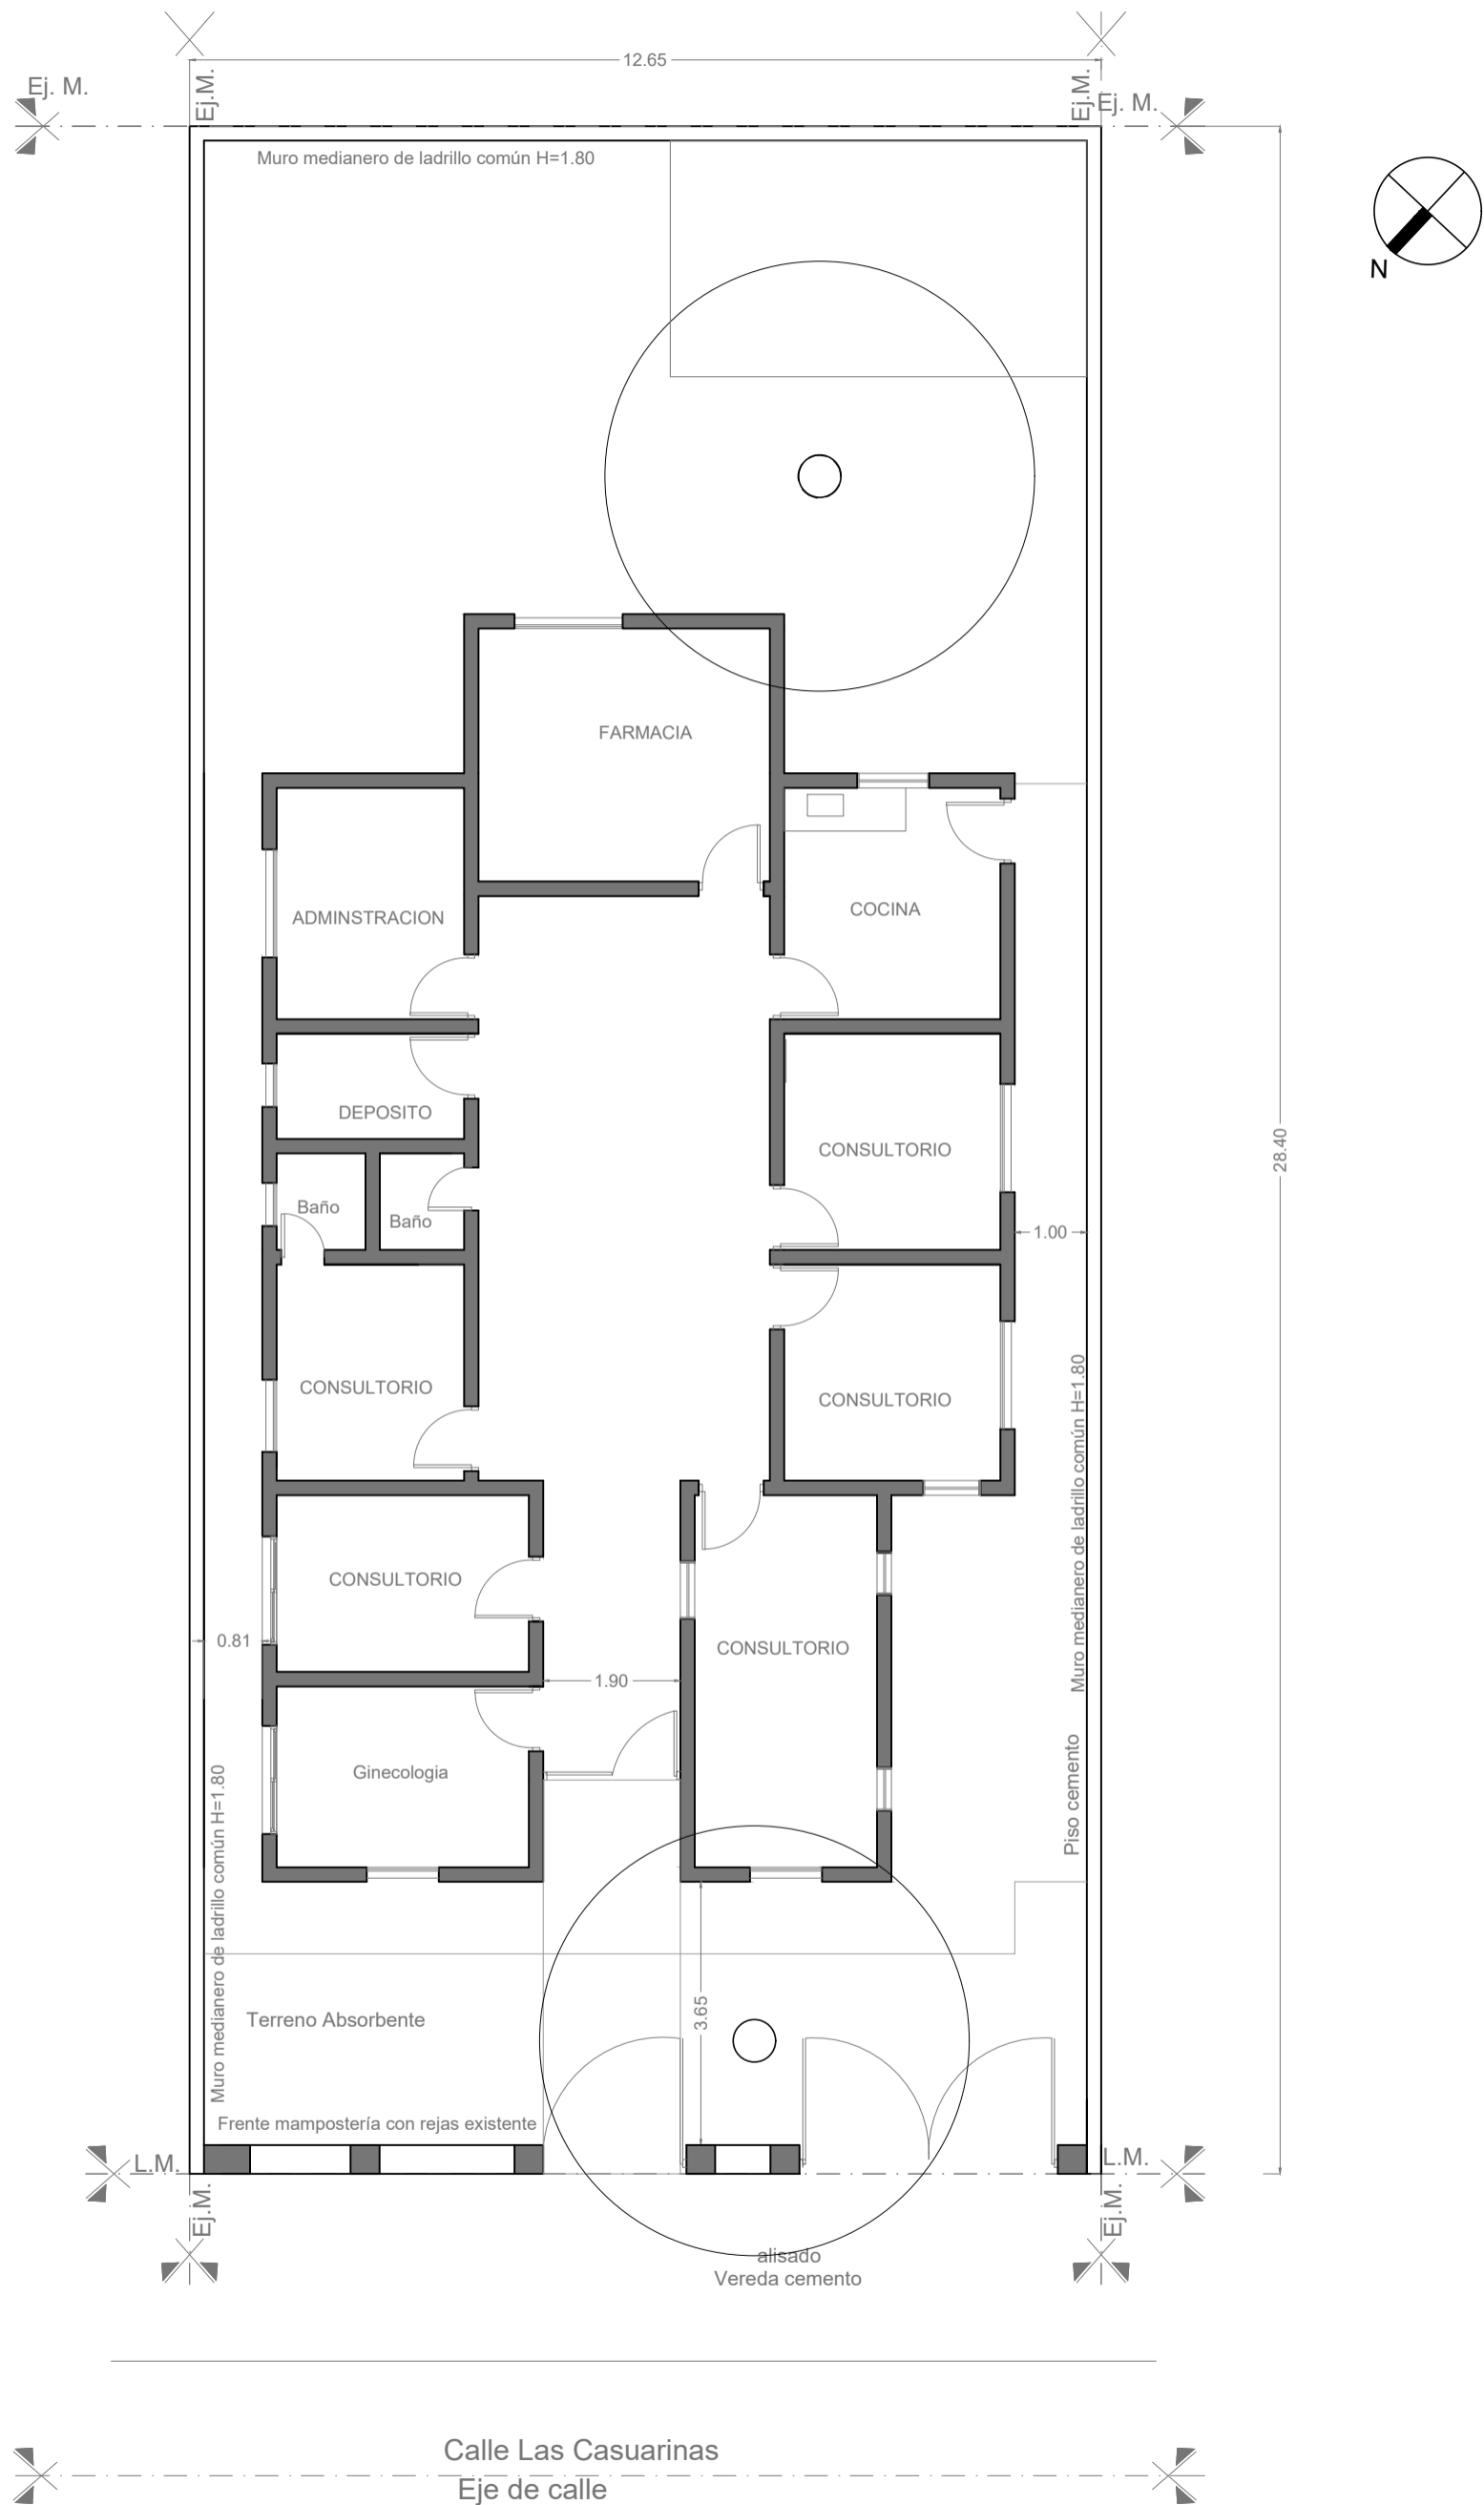 12.65
Ej. M.
Ej.M.
Ej.M.
Ej. M.
Muro medianero de ladrillo común H=1.80
N
FARMACIA
ADMINSTRACION
COCINA
DEPOSITO
28.40
CONSULTORIO
Baño
Baño
1.00
CONSULTORIO
CONSULTORIO
Muro medianero de ladrillo común H=1.80
CONSULTORIO
0.81
CONSULTORIO
1.90
Ginecologia
Piso cemento
Muro medianero de ladrillo común H=1.80
3.65
Terreno Absorbente
Frente mampostería con rejas existente
L.M.
L.M.
Ej.M.
Ej.M.
alisado
Vereda cemento
Calle Las Casuarinas
Eje de calle